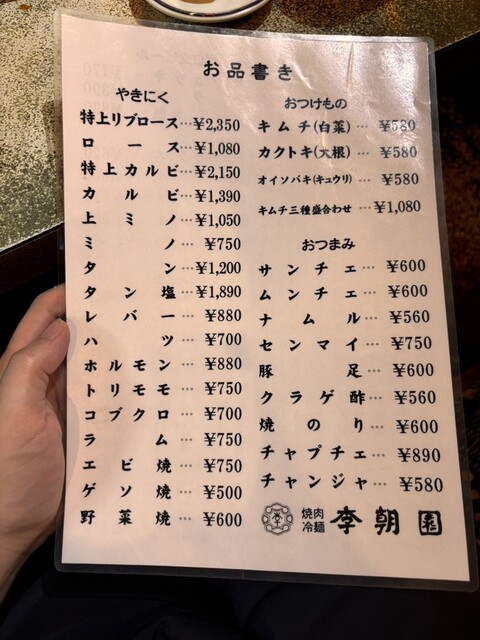 お品書き
やきにく
特上リブロース…¥2,350
ロース…¥1,080
特上カルビ…¥2,150
カルビ…¥1,390
上ミノ…¥1,050
ミノ…¥750
タン…¥1,200
タン塩…¥1,890
レバー…¥880
ハツ…¥700
ホルモン…¥880
トリモモ…¥750
コブクロ…¥700
ラム…¥750
エビ焼…¥750
ゲソ焼…¥500
野菜焼…¥600
おつけもの
キムチ(白菜)…¥580
カクトキ(大根)…¥580
オイソバキ(キュウリ)…¥580
キムチ三種盛合わせ…¥1,080
おつまみ
サンチェ…¥600
ムンチェ…¥600
ナムル…¥560
センマイ…¥750
豚足…¥600
クラゲ酢…¥560
焼のり…¥600
チャプチェ…¥890
チャンジャ…¥580
焼肉
冷麺
李朝園